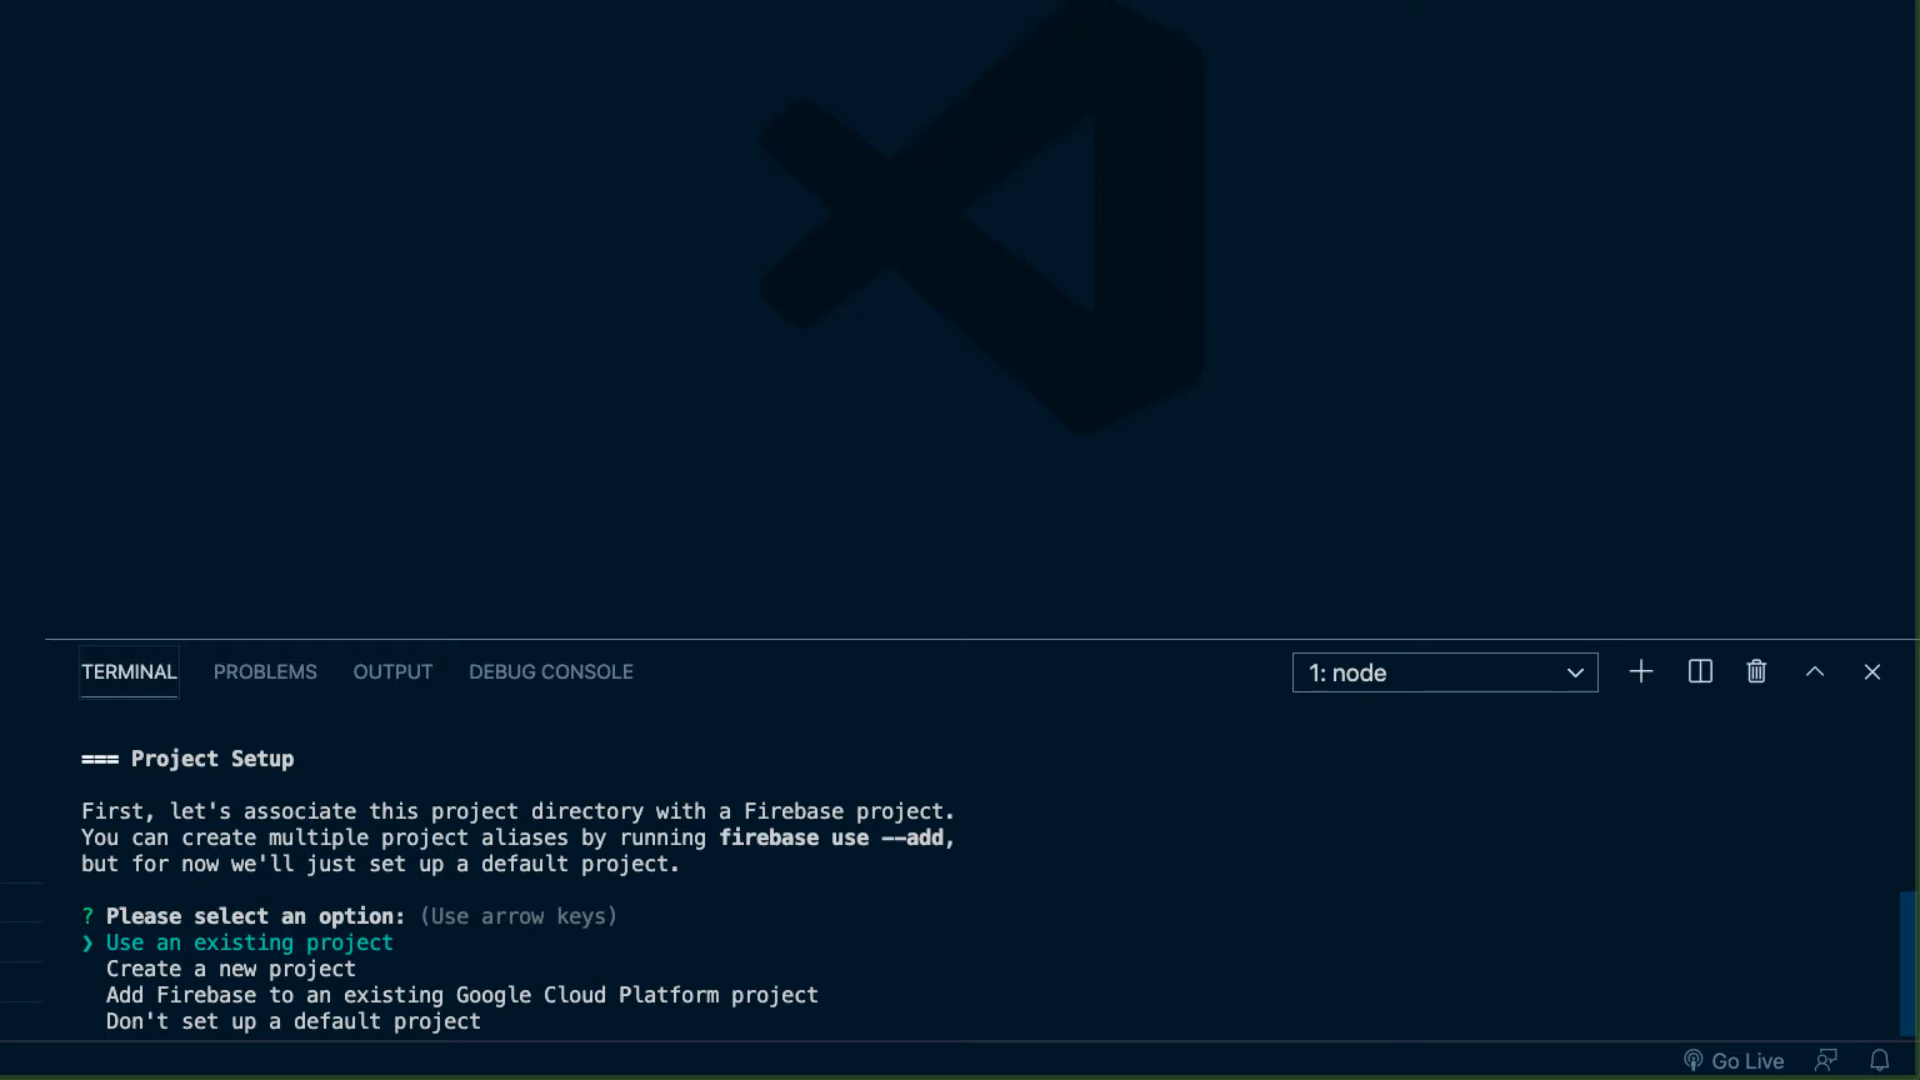 TERMINAL PROBLEMS OUTPUT DEBUG CONSOLE 1: node
=== Project Setup
First, let's associate this project directory with a Firebase project.
You can create multiple project aliases by running firebase use --add,
but for now we'll just set up a default project.
? Please select an option: (Use arrow keys)
❯ Use an existing project
Create a new project
Add Firebase to an existing Google Cloud Platform project
Don't set up a default project
Go Live